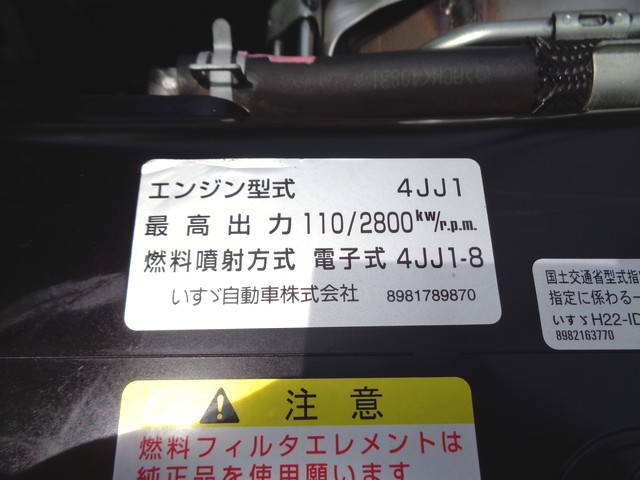 エンジン型式 4JJ1
最高出力 110/2800kw/r.p.m.
燃料噴射方式 電子式 4JJ1-8
いすゞ自動車株式会社 8981789870
国土交通省型式指
指定に係わる一
いすゞH22-ID
8982163770
注意
燃料フィルタエレメントは
純正品を使用願います